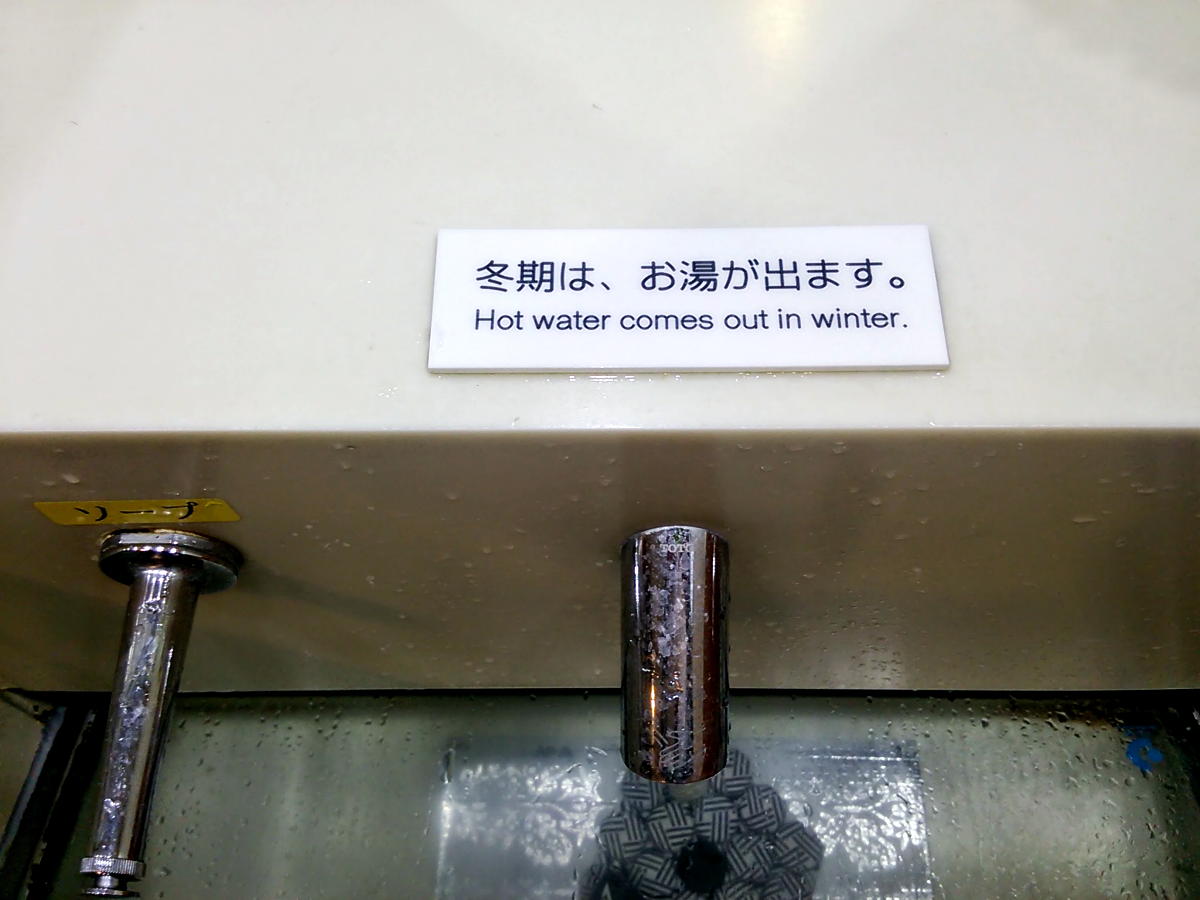 冬期は、お湯が出ます。
Hot water comes out in winter.
ソープ
TOTO